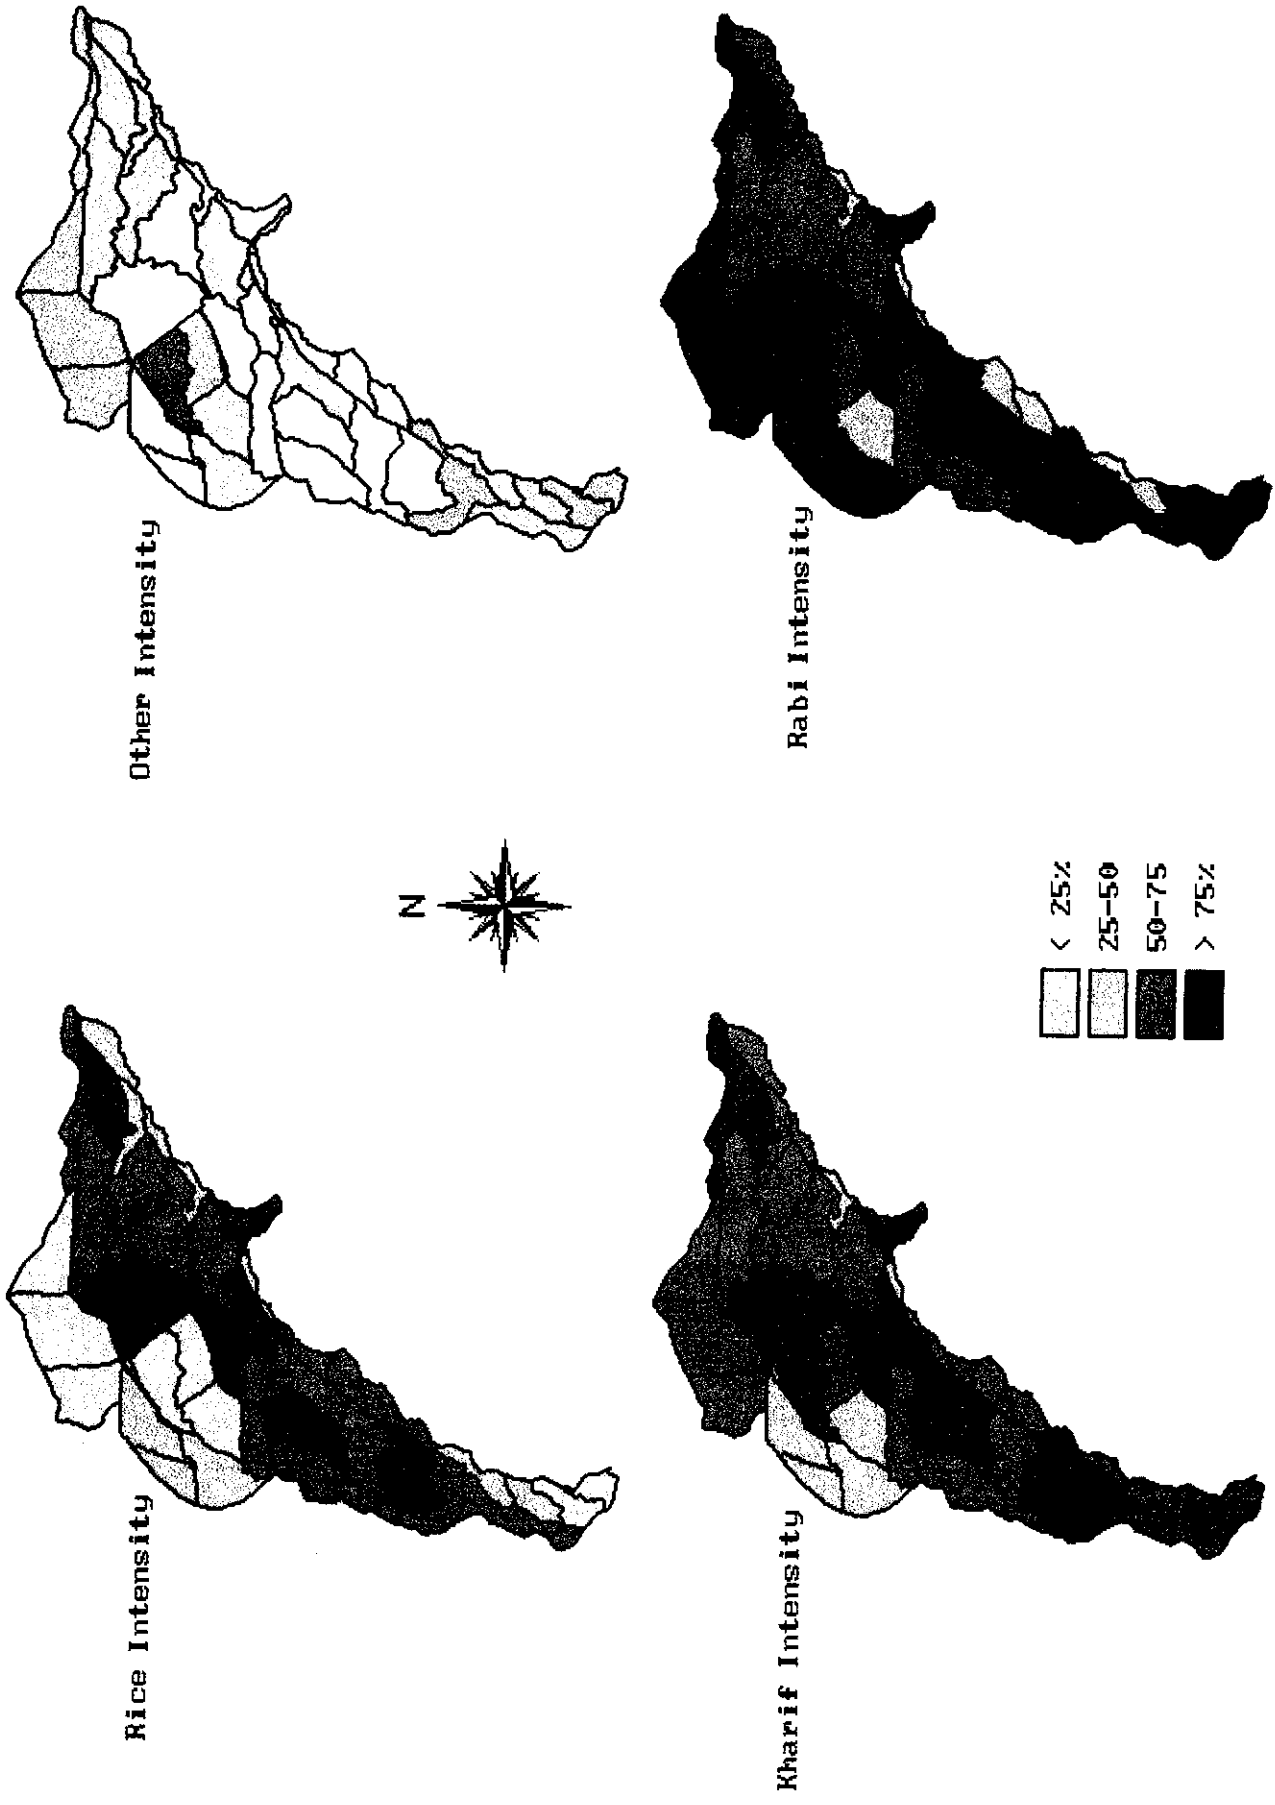 Rice Intensity
Other Intensity
N
Kharif Intensity
Rabi Intensity
< 25%
25-50
50-75
> 75%